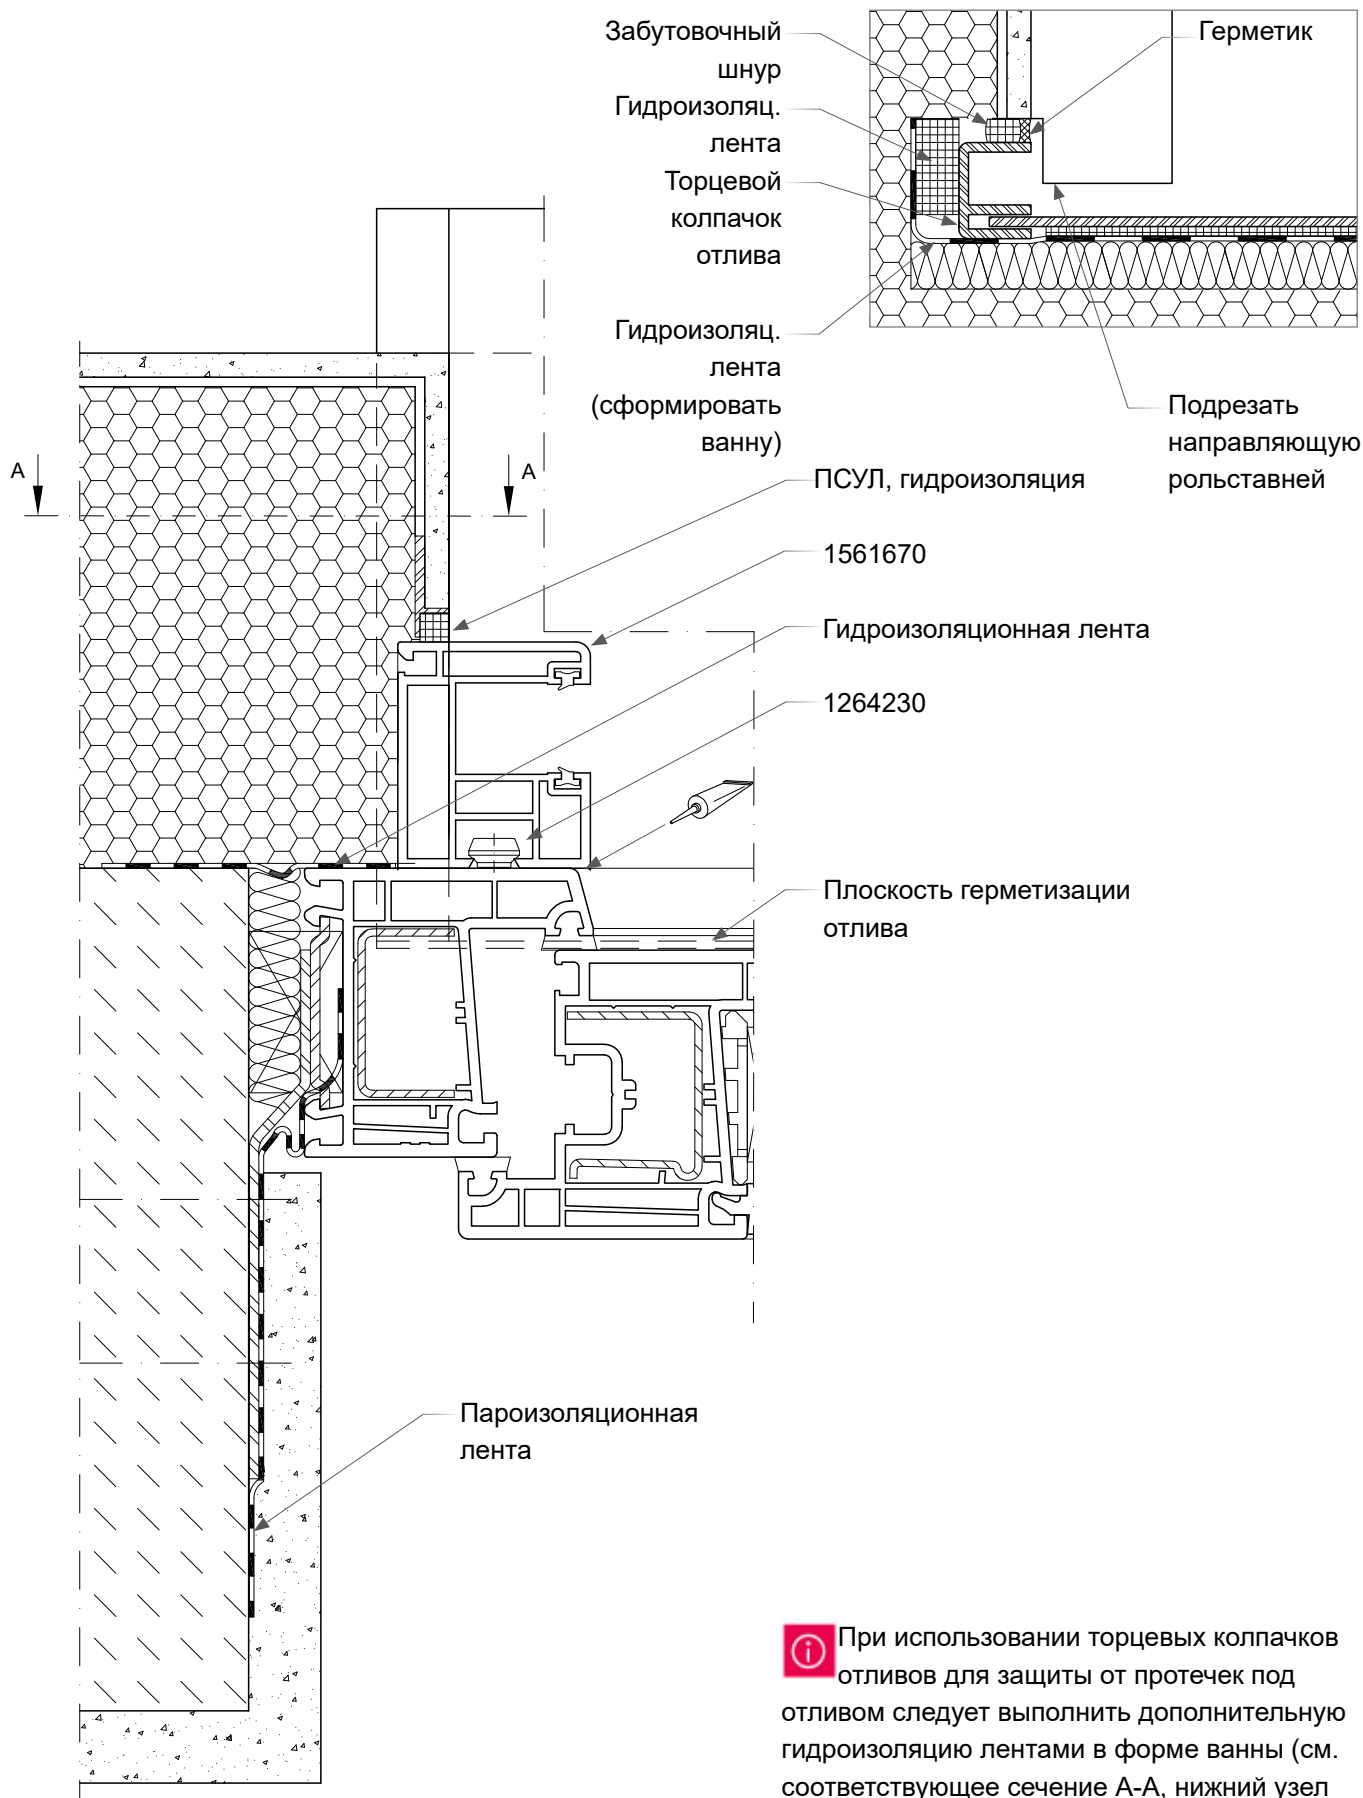 Забутовочный
шнур
Гидроизоляц.
лента
Торцевой
колпачок
отлива
Гидроизоляц.
лента
(сформировать
ванну)
Герметик
Подрезать
направляющую
рольставней
A
A
ПСУЛ, гидроизоляция
1561670
Гидроизоляционная лента
1264230
Плоскость герметизации
отлива
Пароизоляционная
лента
При использовании торцевых колпачков
отливов для защиты от протечек под
отливом следует выполнить дополнительную
гидроизоляцию лентами в форме ванны (см.
соответствующее сечение А-А, нижний узел